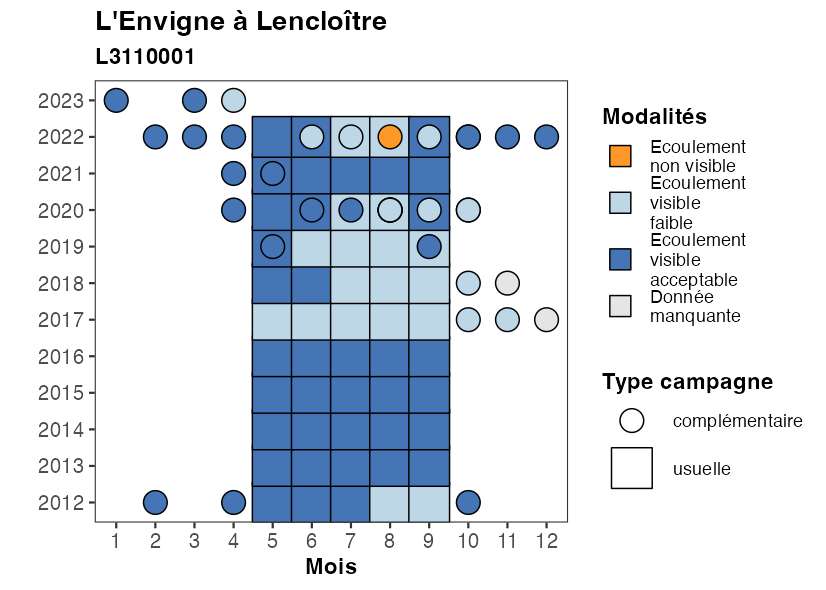 L'Envigne à Lencloître
L3110001
2023
2022
2021
2020
2019
2018
2017
2016
2015
2014
2013
2012
1 2 3 4 5 6 7 8 9 10 11 12
Mois
Modalités
Ecoulement
non visible
Ecoulement
visible
faible
Ecoulement
visible
acceptable
Donnée
manquante
Type campagne
complémentaire
usuelle